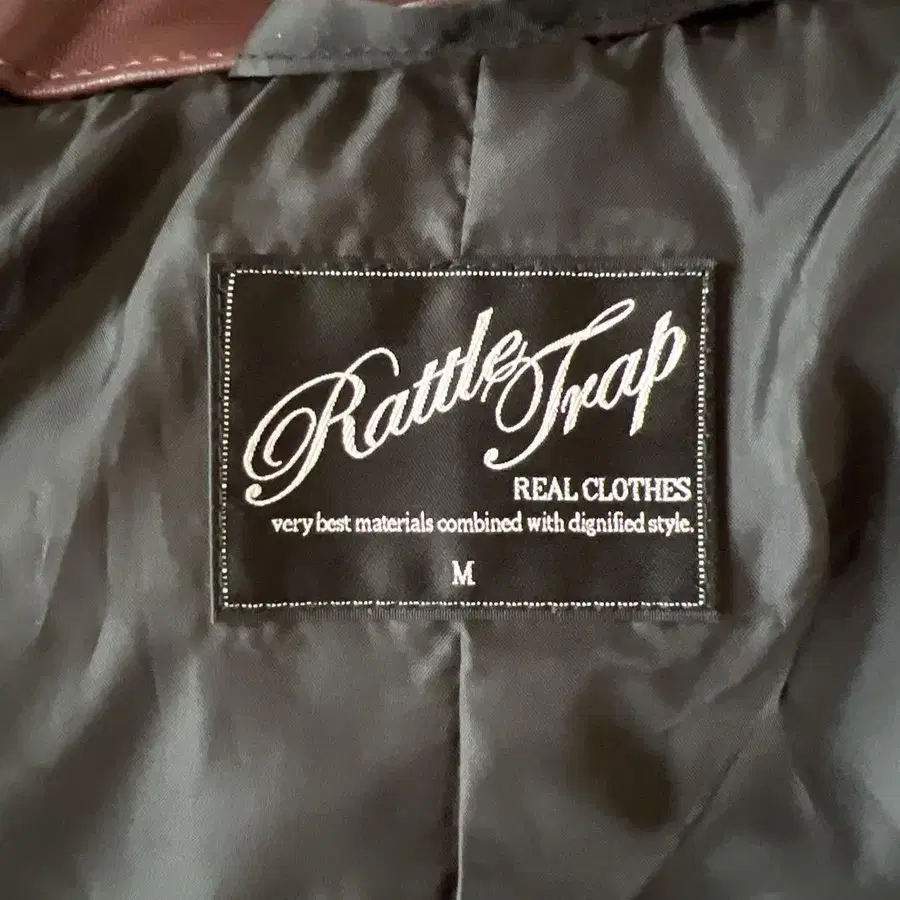 Rattle Trap
REAL CLOTHES
very best materials combined with dignified style.
M